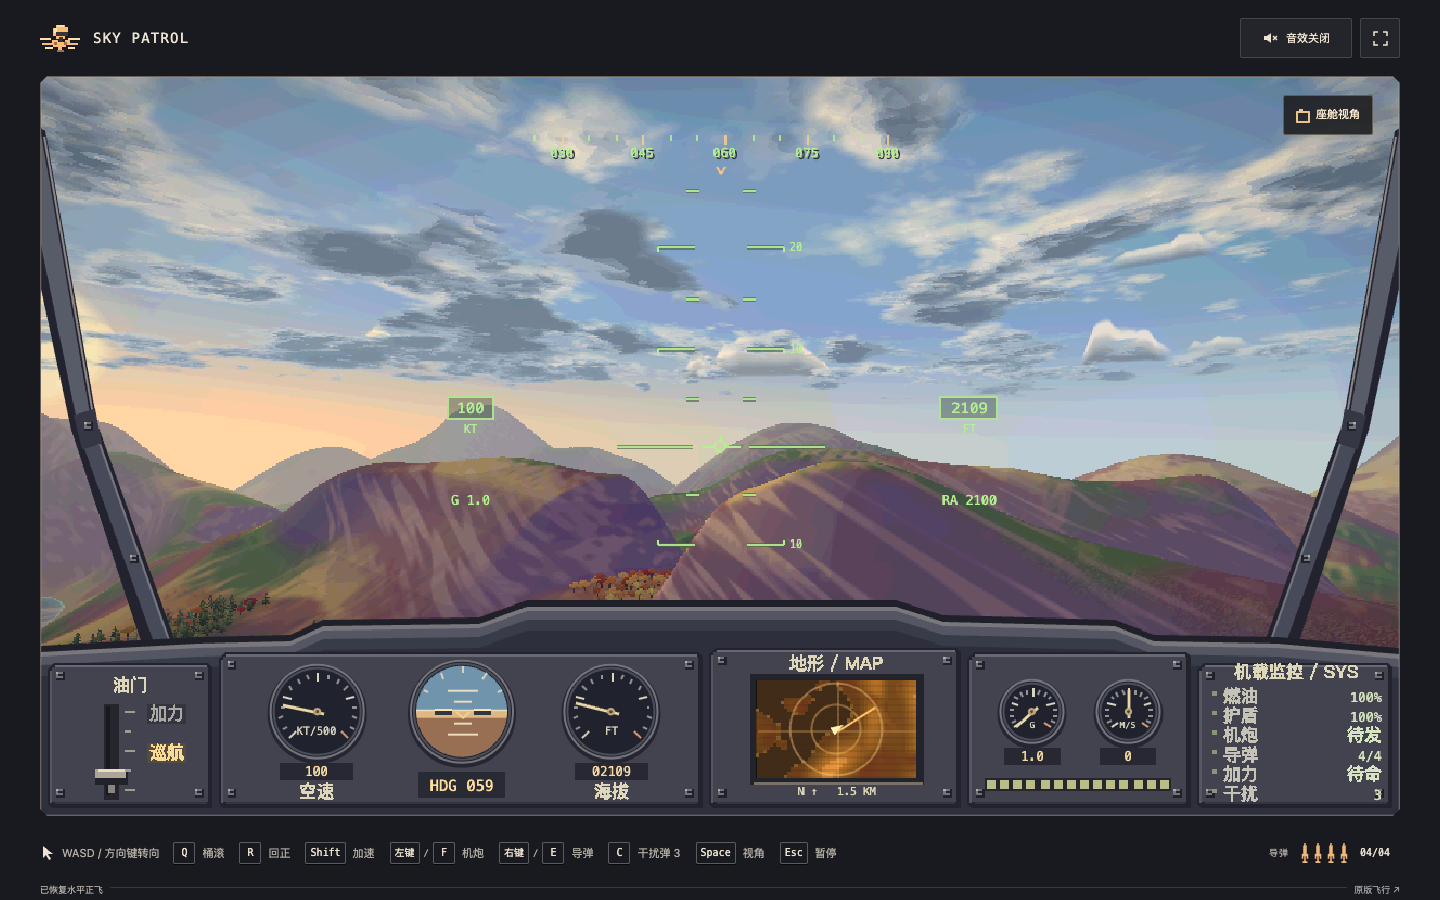 SKY PATROL
音效关闭
座舱视角
030 045 060 075 090
20
10
100
KT
2109
FT
G 1.0
RA 2100
10
油门
加力
巡航
KT/500
100
空速
HDG 059
FT
02109
海拔
地形 / MAP
N ↑ 1.5 KM
G
1.0
M/S
0
机载监控 / SYS
燃油 100%
护盾 100%
机炮 待发
导弹 4/4
加力 待命
干扰 3
WASD / 方向键转向 Q 桶滚 R 回正 Shift 加速 左键 / F 机炮 右键 / E 导弹 C 干扰弹 3 Space 视角 Esc 暂停
导弹 04/04
已恢复水平正飞
原版飞行 ↗